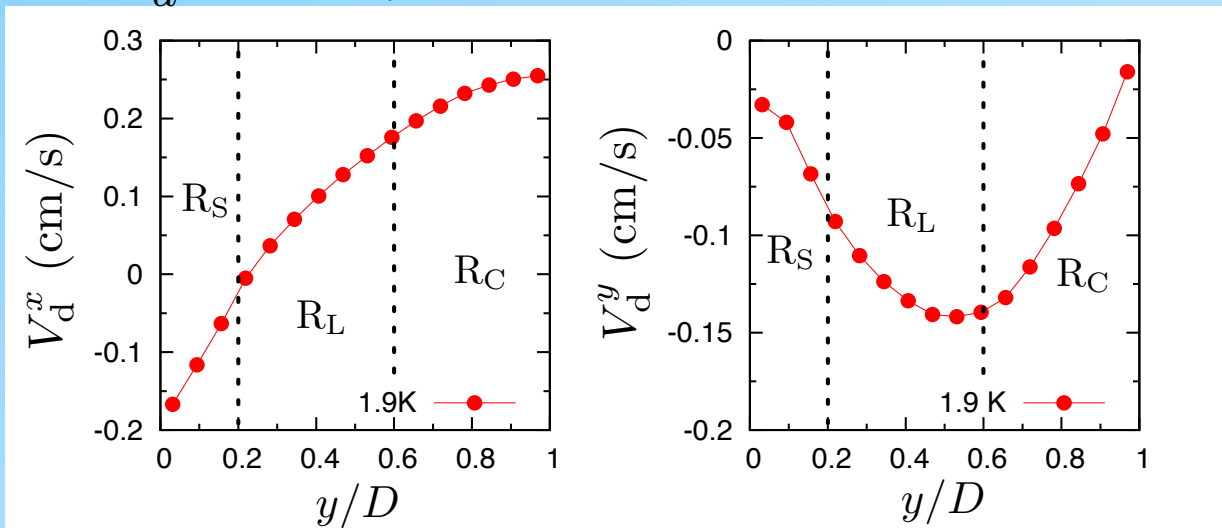 d
0.3
0.2
0.1
0
-0.1
-0.2
V_d^x (cm/s)
R_S
R_L
R_C
1.9K
0 0.2 0.4 0.6 0.8 1
y/D
0
-0.05
-0.1
-0.15
-0.2
V_d^y (cm/s)
R_S
R_L
R_C
1.9 K
0 0.2 0.4 0.6 0.8 1
y/D